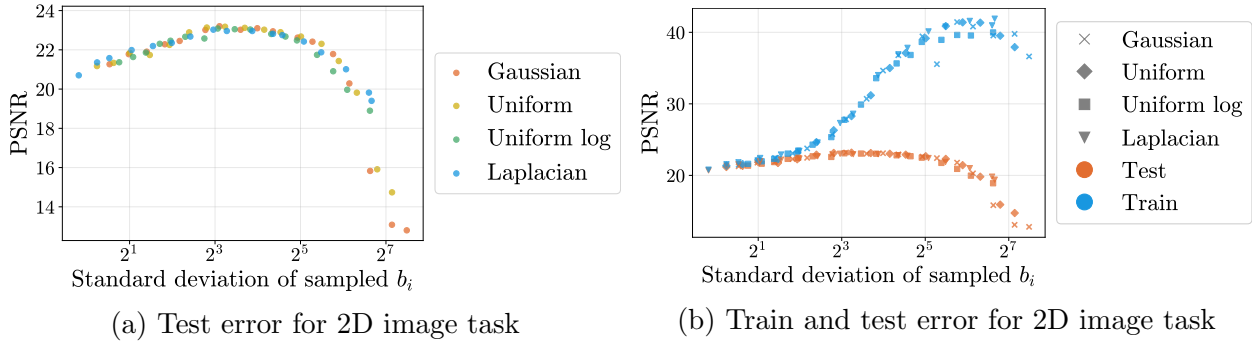 24
22
20
18
16
14
PSNR
2^1
2^3
2^5
2^7
Standard deviation of sampled b_i
Gaussian
Uniform
Uniform log
Laplacian
(a) Test error for 2D image task
40
30
20
PSNR
2^1
2^3
2^5
2^7
Standard deviation of sampled b_i
Gaussian
Uniform
Uniform log
Laplacian
Test
Train
(b) Train and test error for 2D image task